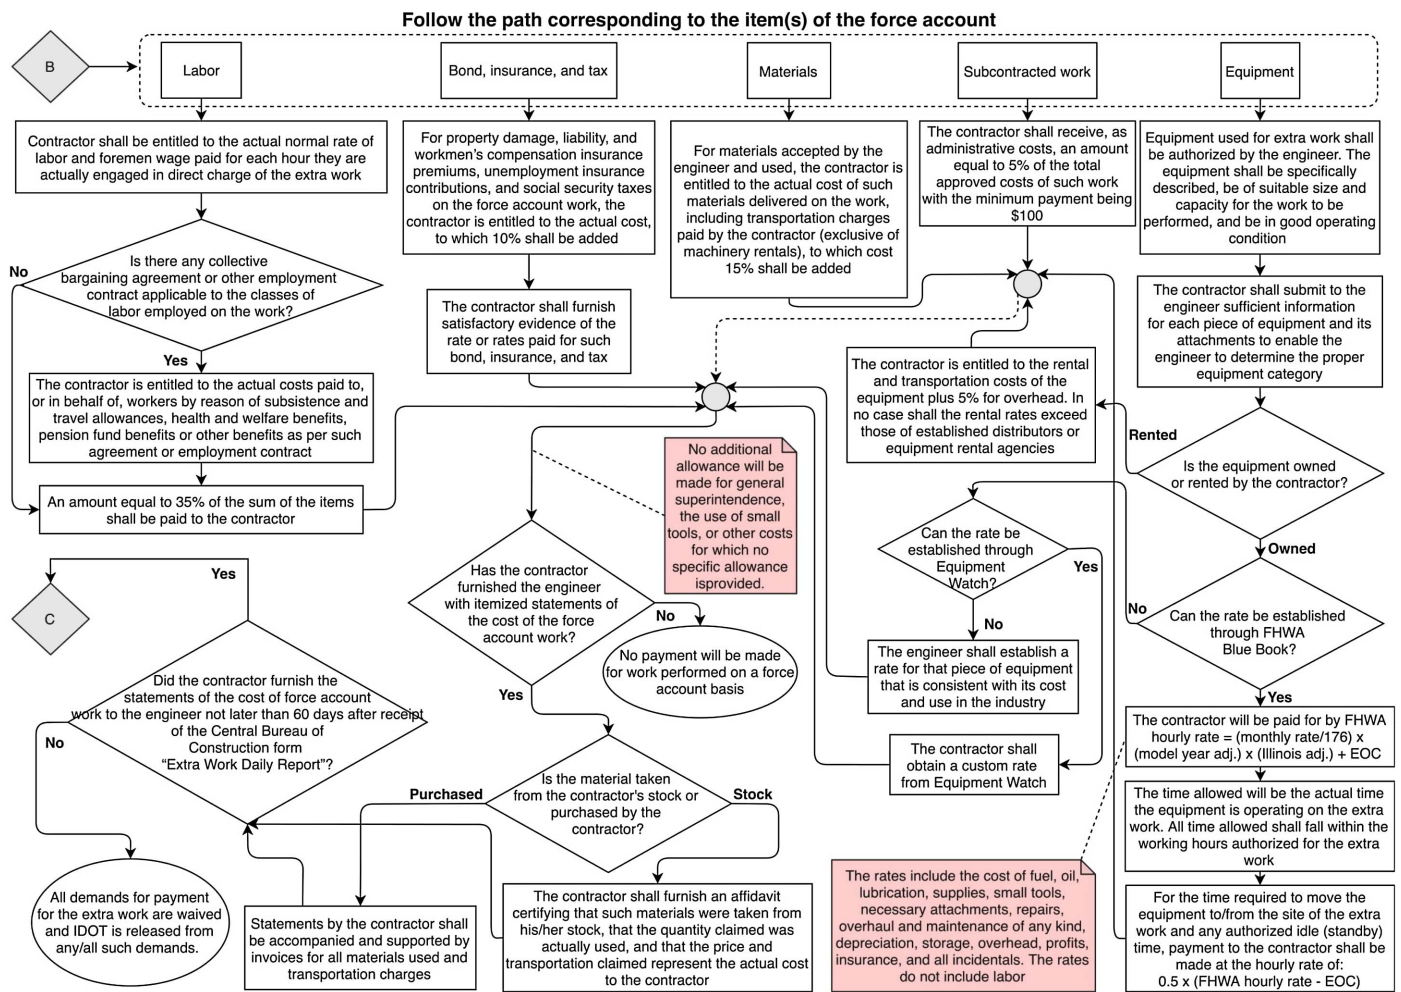 Follow the path corresponding to the item(s) of the force account
B
Labor
Bond, insurance, and tax
Materials
Subcontracted work
Equipment
Contractor shall be entitled to the actual normal rate of
labor and foremen wage paid for each hour they are
actually engaged in direct charge of the extra work
For property damage, liability, and
workmen's compensation insurance
premiums, unemployment insurance
contributions, and social security taxes
on the force account work, the
contractor is entitled to the actual cost,
to which 10% shall be added
For materials accepted by the
engineer and used, the contractor is
entitled to the actual cost of such
materials delivered on the work,
including transportation charges
paid by the contractor (exclusive of
machinery rentals), to which cost
15% shall be added
The contractor shall receive, as
administrative costs, an amount
equal to 5% of the total
approved costs of such work
with the minimum payment being
$100
Equipment used for extra work shall
be authorized by the engineer. The
equipment shall be specifically
described, be of suitable size and
capacity for the work to be
performed, and be in good operating
condition
Is there any collective
bargaining agreement or other employment
contract applicable to the classes of
labor employed on the work?
No
Yes
The contractor shall furnish
satisfactory evidence of the
rate or rates paid for such
bond, insurance, and tax
The contractor shall submit to the
engineer sufficient information
for each piece of equipment and its
attachments to enable the
engineer to determine the proper
equipment category
The contractor is entitled to the actual costs paid to,
or in behalf of, workers by reason of subsistence and
travel allowances, health and welfare benefits,
pension fund benefits or other benefits as per such
agreement or employment contract
The contractor is entitled to the rental
and transportation costs of the
equipment plus 5% for overhead. In
no case shall the rental rates exceed
those of established distributors or
equipment rental agencies
Rented
Is the equipment owned
or rented by the contractor?
Owned
An amount equal to 35% of the sum of the items
shall be paid to the contractor
No additional
allowance will be
made for general
superintendence,
the use of small
tools, or other costs
for which no
specific allowance
isprovided.
Can the rate be
established through
Equipment
Watch?
Yes
No
Can the rate be established
through FHWA
Blue Book?
No
Yes
Yes
C
Has the contractor
furnished the engineer
with itemized statements of
the cost of the force
account work?
No
Yes
No payment will be made
for work performed on a force
account basis
The engineer shall establish a
rate for that piece of equipment
that is consistent with its cost
and use in the industry
The contractor shall
obtain a custom rate
from Equipment Watch
The contractor will be paid for by FHWA
hourly rate = (monthly rate/176) x
(model year adj.) x (Illinois adj.) + EOC
Did the contractor furnish the
statements of the cost of force account
work to the engineer not later than 60 days after receipt
of the Central Bureau of
Construction form
“Extra Work Daily Report”?
No
Is the material taken
from the contractor's stock or
purchased by the
contractor?
Purchased
Stock
The time allowed will be the actual time
the equipment is operating on the extra
work. All time allowed shall fall within the
working hours authorized for the extra
work
All demands for payment
for the extra work are waived
and IDOT is released from
any/all such demands.
Statements by the contractor shall
be accompanied and supported by
invoices for all materials used and
transportation charges
The contractor shall furnish an affidavit
certifying that such materials were taken from
his/her stock, that the quantity claimed was
actually used, and that the price and
transportation claimed represent the actual cost
to the contractor
The rates include the cost of fuel, oil,
lubrication, supplies, small tools,
necessary attachments, repairs,
overhaul and maintenance of any kind,
depreciation, storage, overhead, profits,
insurance, and all incidentals. The rates
do not include labor
For the time required to move the
equipment to/from the site of the extra
work and any authorized idle (standby)
time, payment to the contractor shall be
made at the hourly rate of:
0.5 x (FHWA hourly rate - EOC)